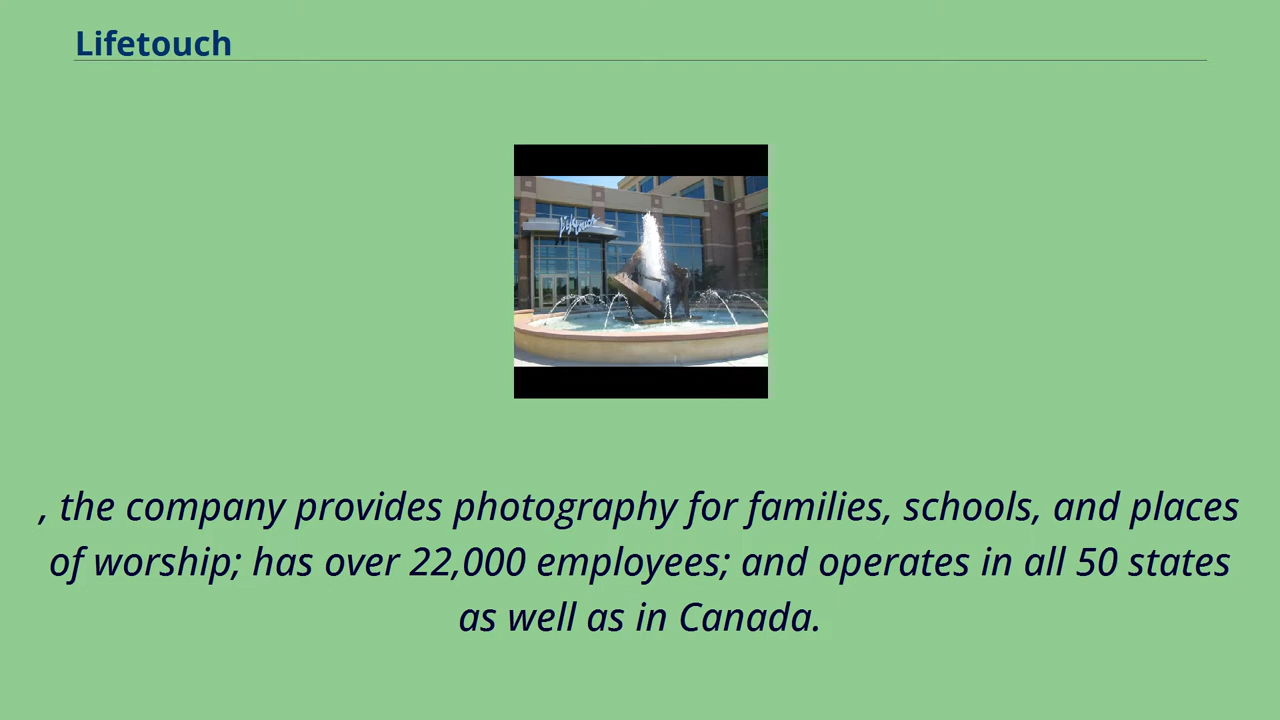 Lifetouch
Lifetouch
, the company provides photography for families, schools, and places
of worship; has over 22,000 employees; and operates in all 50 states
as well as in Canada.